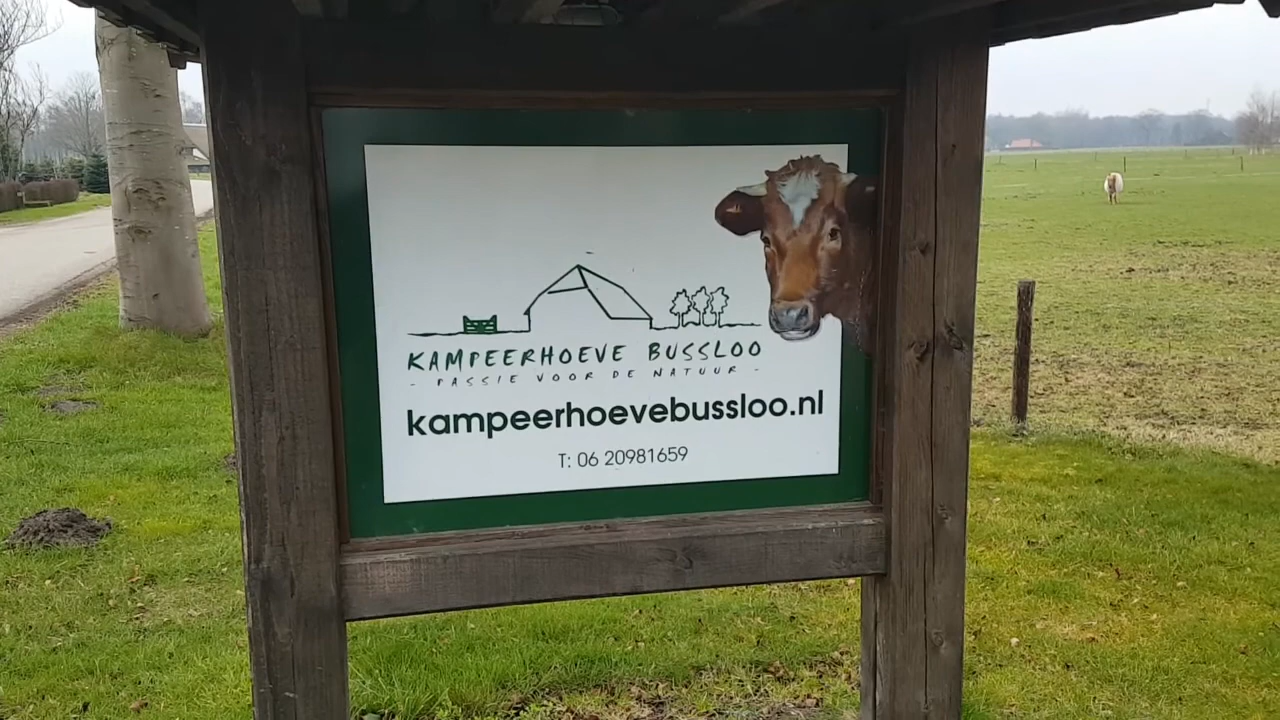 KAMPEERHOEVE BUSSLOO
- PASSIE VOOR DE NATUUR -
kampeerhoevebussloo.nl
T: 06 20981659